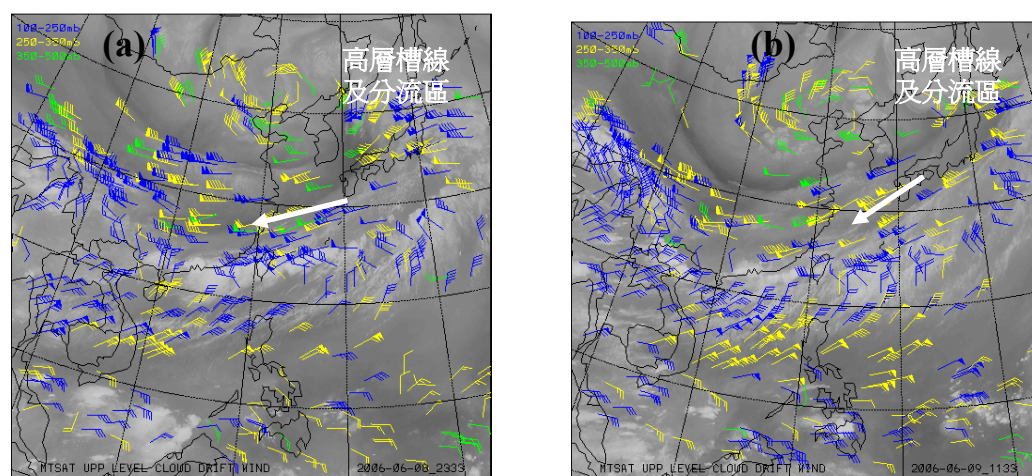 (a)
100-250mb
250-350mb
350-500mb
高層槽線
及分流區
MTSAT UPP LEVEL CLOUD DRIFT WIND 2006-06-08_2333
(b)
100-250mb
250-350mb
350-500mb
高層槽線
及分流區
MTSAT UPP LEVEL CLOUD DRIFT WIND 2006-06-09_1133